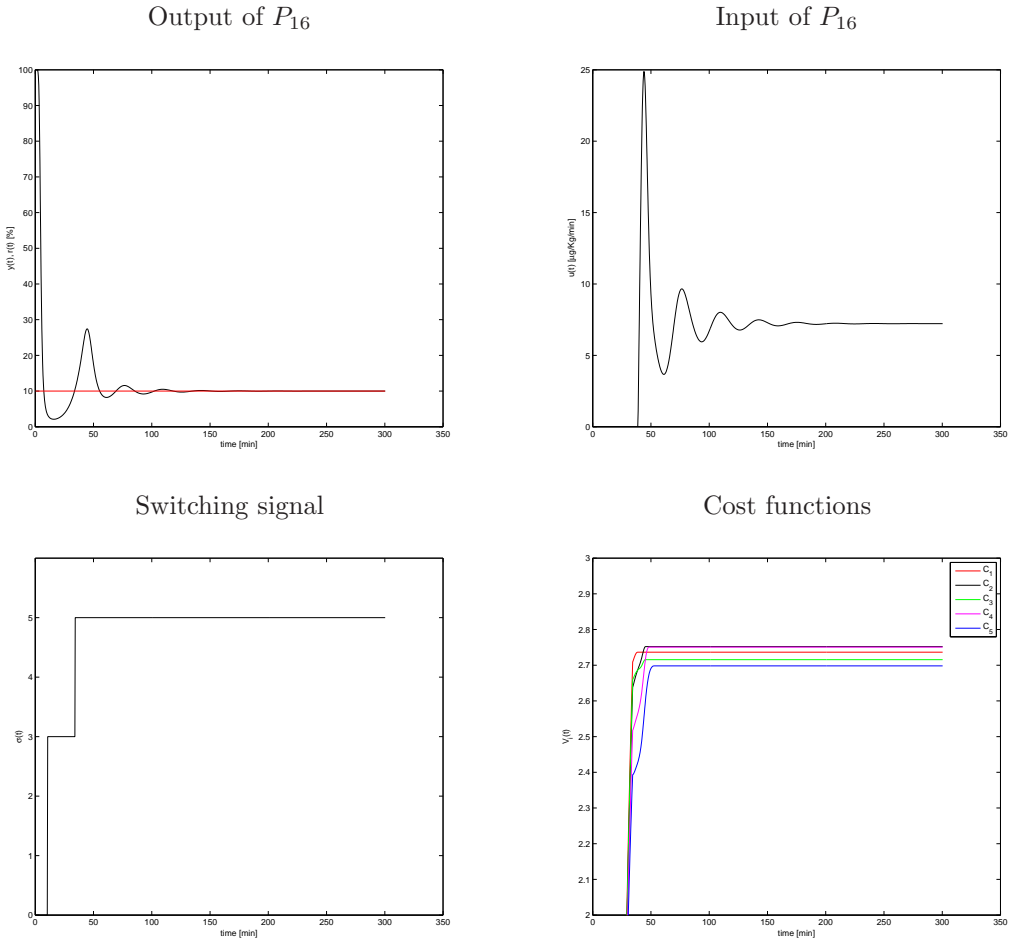 Output of P16
Input of P16
100
90
80
70
60
50
40
30
20
10
0
y(t), r(t) [%]
0 50 100 150 200 250 300 350
time [min]
25
20
15
10
5
0
u(t) [µg/Kg/min]
0 50 100 150 200 250 300 350
time [min]
Switching signal
Cost functions
5
4
3
2
1
0
σ(t)
0 50 100 150 200 250 300 350
time [min]
3
2.9
2.8
2.7
2.6
2.5
2.4
2.3
2.2
2.1
2
Vi(t)
0 50 100 150 200 250 300 350
time [min]
C1
C2
C3
C4
C5